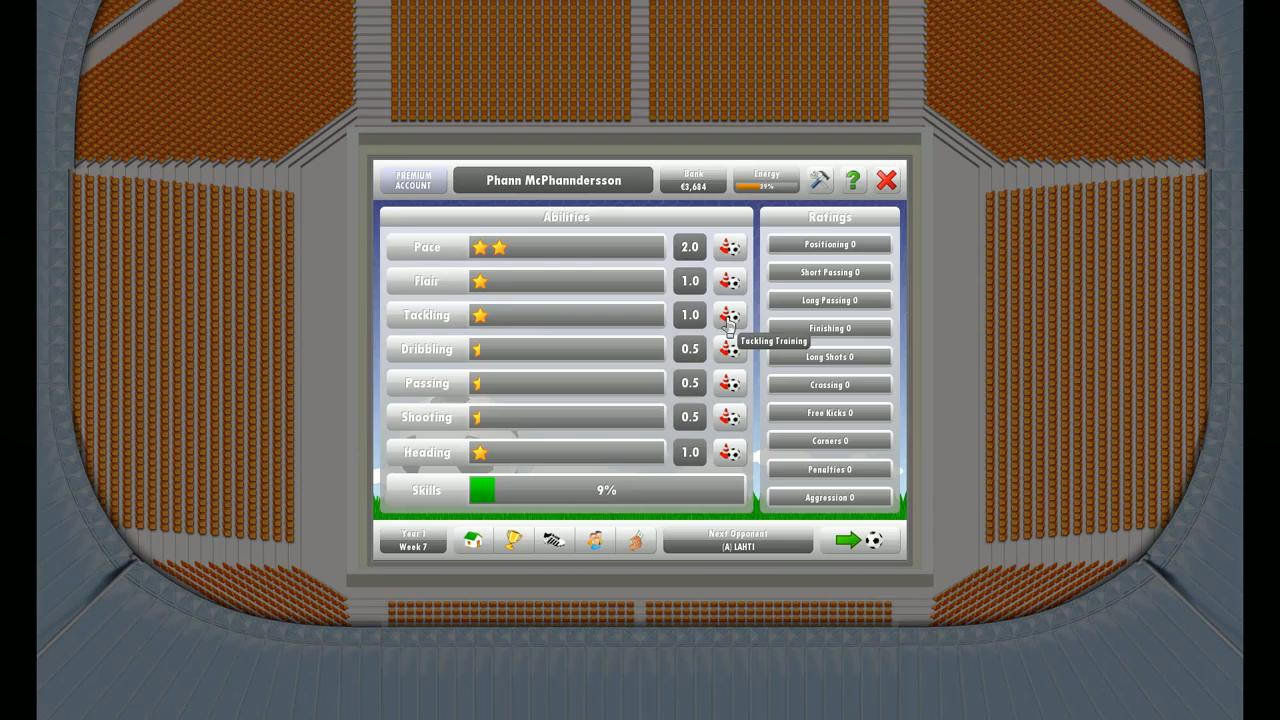 PREMIUM
ACCOUNT
Phann McPhanndersson
Bank
€3,684
Energy
39%
?
Abilities
Ratings
Pace
2.0
Flair
1.0
Tackling
1.0
Tackling Training
Dribbling
0.5
Passing
0.5
Shooting
0.5
Heading
1.0
Skills
9%
Positioning 0
Short Passing 0
Long Passing 0
Finishing 0
Long Shots 0
Crossing 0
Free Kicks 0
Corners 0
Penalties 0
Aggression 0
Year 1
Week 7
Next Opponent
(A) LAHTI